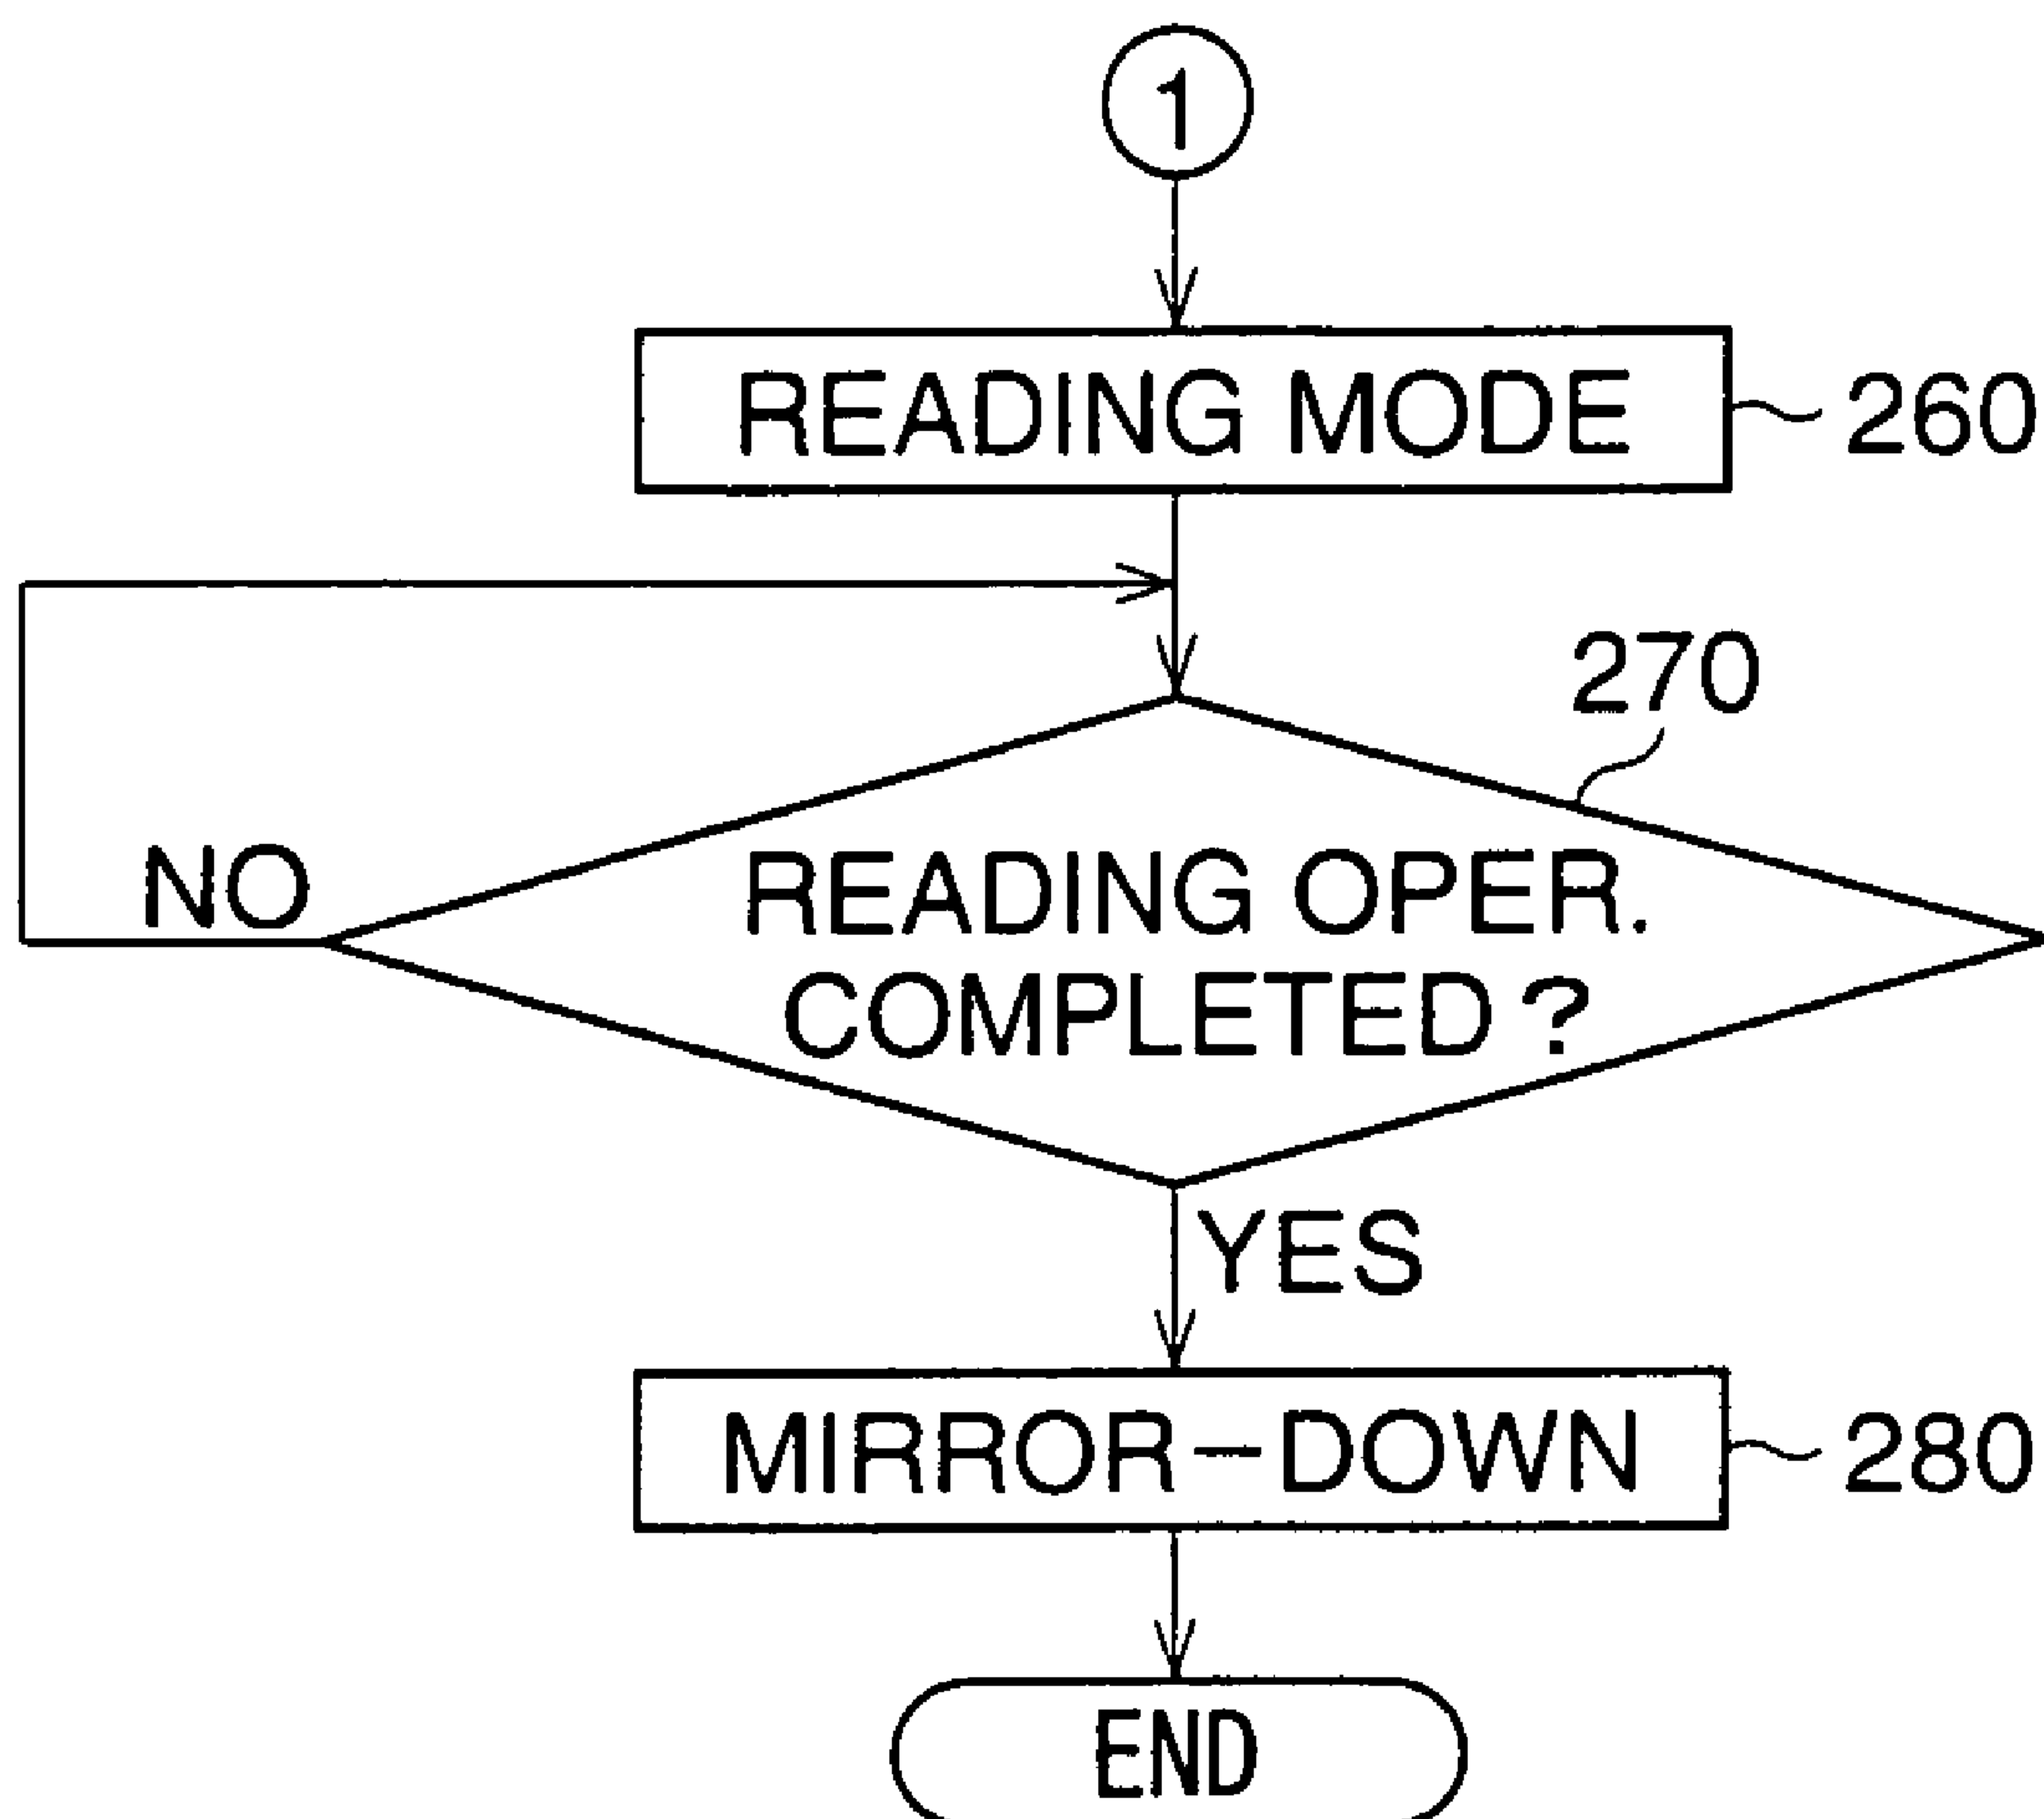 1
READING MODE
260
270
NO
READING OPER.
COMPLETED ?
YES
MIRROR-DOWN
280
END